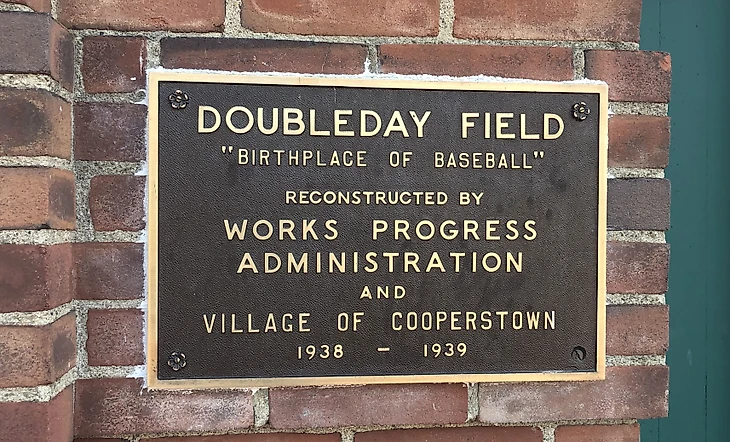 DOUBLEDAY FIELD
"BIRTHPLACE OF BASEBALL"
RECONSTRUCTED BY
WORKS PROGRESS
ADMINISTRATION
AND
VILLAGE OF COOPERSTOWN
1938 — 1939